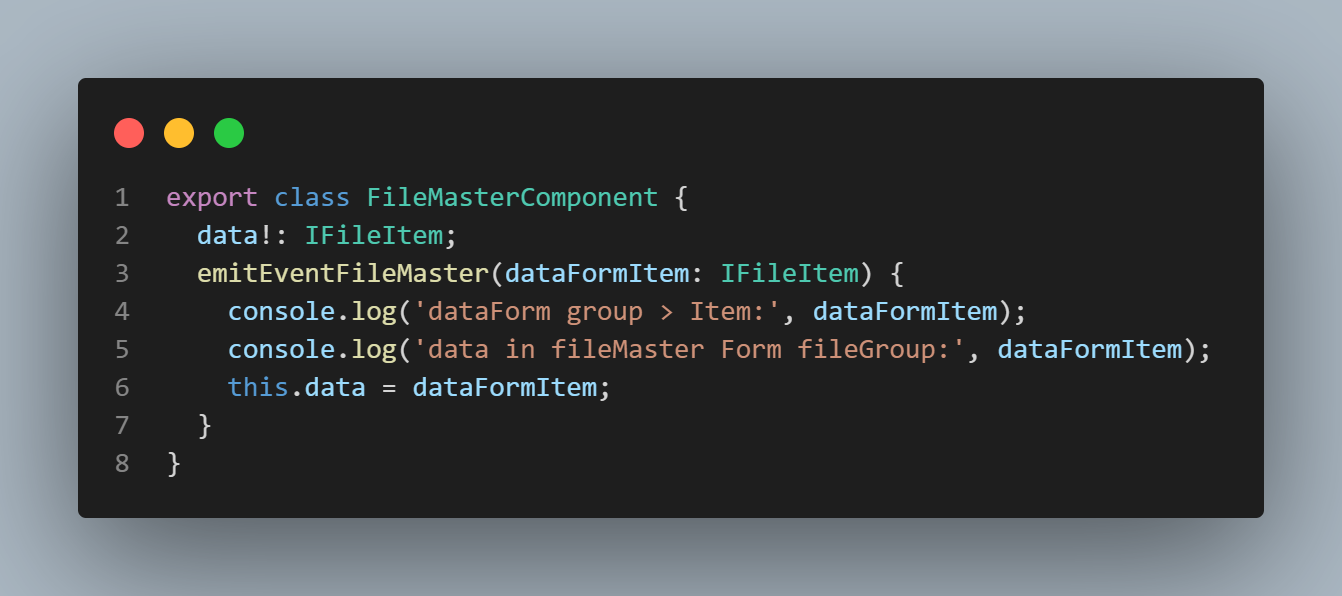 1 export class FileMasterComponent {
2   data!: IFileItem;
3   emitEventFileMaster(dataFormItem: IFileItem) {
4     console.log('dataForm group > Item:', dataFormItem);
5     console.log('data in fileMaster Form fileGroup:', dataFormItem);
6     this.data = dataFormItem;
7   }
8 }